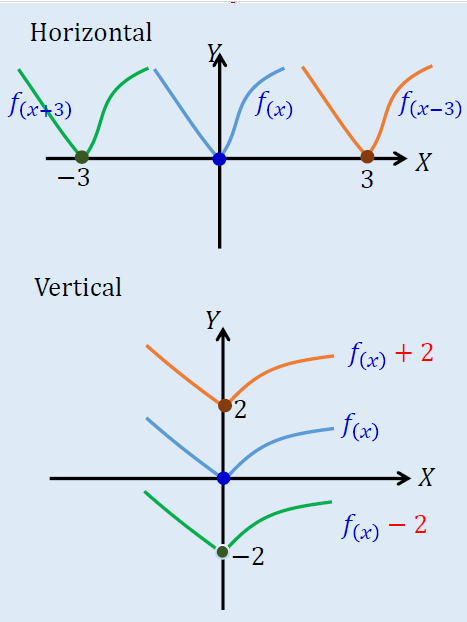 Horizontal
Y
f(x+3)
f(x)
f(x−3)
X
−3
3
Vertical
Y
f(x) + 2
2
f(x)
X
f(x) − 2
−2